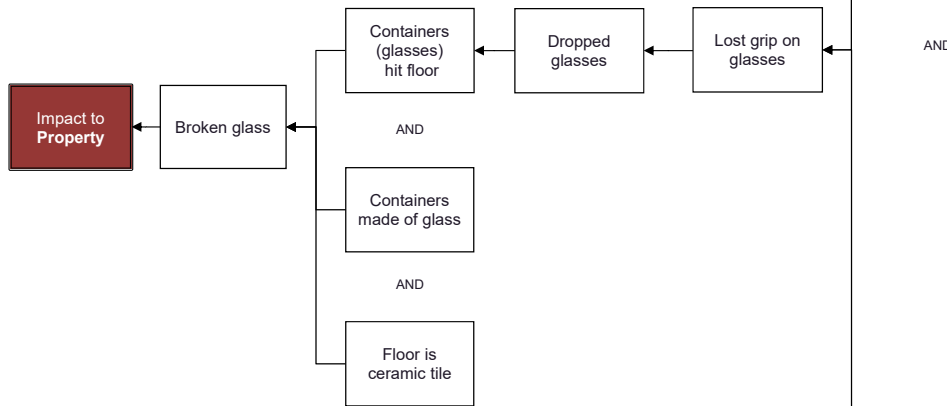 Containers
(glasses)
hit floor
Dropped
glasses
Lost grip on
glasses
AND
Impact to
Property
Broken glass
AND
Containers
made of glass
AND
Floor is
ceramic tile